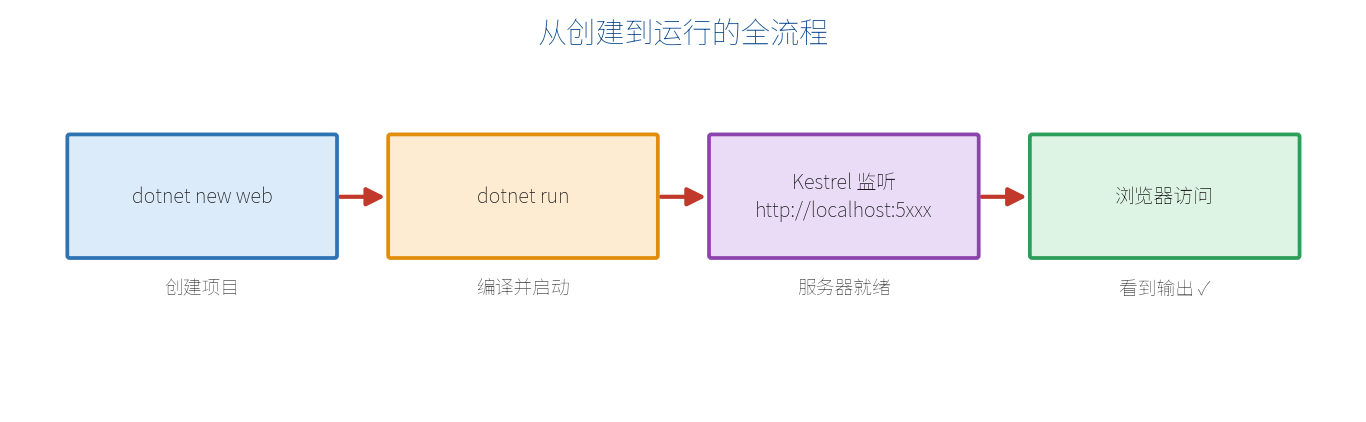 从创建到运行的全流程
dotnet new web
dotnet run
Kestrel 监听
http://localhost:5xxx
浏览器访问
创建项目
编译并启动
服务器就绪
看到输出 ✓